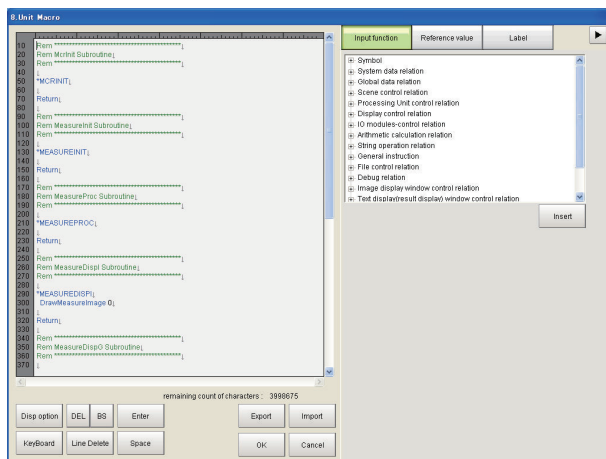 8.Unit Macro
10 Rem ***********************************↓
20 Rem McrInit Subroutine↓
30 Rem ***********************************↓
40 ↓
50 *MCRINIT↓
60 ↓
70 Return↓
80 ↓
90 Rem ***********************************↓
100 Rem MeasureInit Subroutine↓
110 Rem ***********************************↓
120 ↓
130 *MEASUREINIT↓
140 ↓
150 Return↓
160 ↓
170 Rem ***********************************↓
180 Rem MeasureProc Subroutine↓
190 Rem ***********************************↓
200 ↓
210 *MEASUREPROC↓
220 ↓
230 Return↓
240 ↓
250 Rem ***********************************↓
260 Rem MeasureDispI Subroutine↓
270 Rem ***********************************↓
280 ↓
290 *MEASUREDISPI↓
300 DrawMeasureImage 0↓
310 ↓
320 Return↓
330 ↓
340 Rem ***********************************↓
350 Rem MeasureDispG Subroutine↓
360 Rem ***********************************↓
370 ↓
remaining count of characters : 3998675
Disp option DEL BS Enter Export Import
KeyBoard Line Delete Space OK Cancel
Input function Reference value Label
Symbol
System data relation
Global data relation
Scene control relation
Processing Unit control relation
Display control relation
IO modules-control relation
Arithmetic calculation relation
String operation relation
General instruction
File control relation
Debug relation
Image display window control relation
Text display(result display) window control relation
Insert